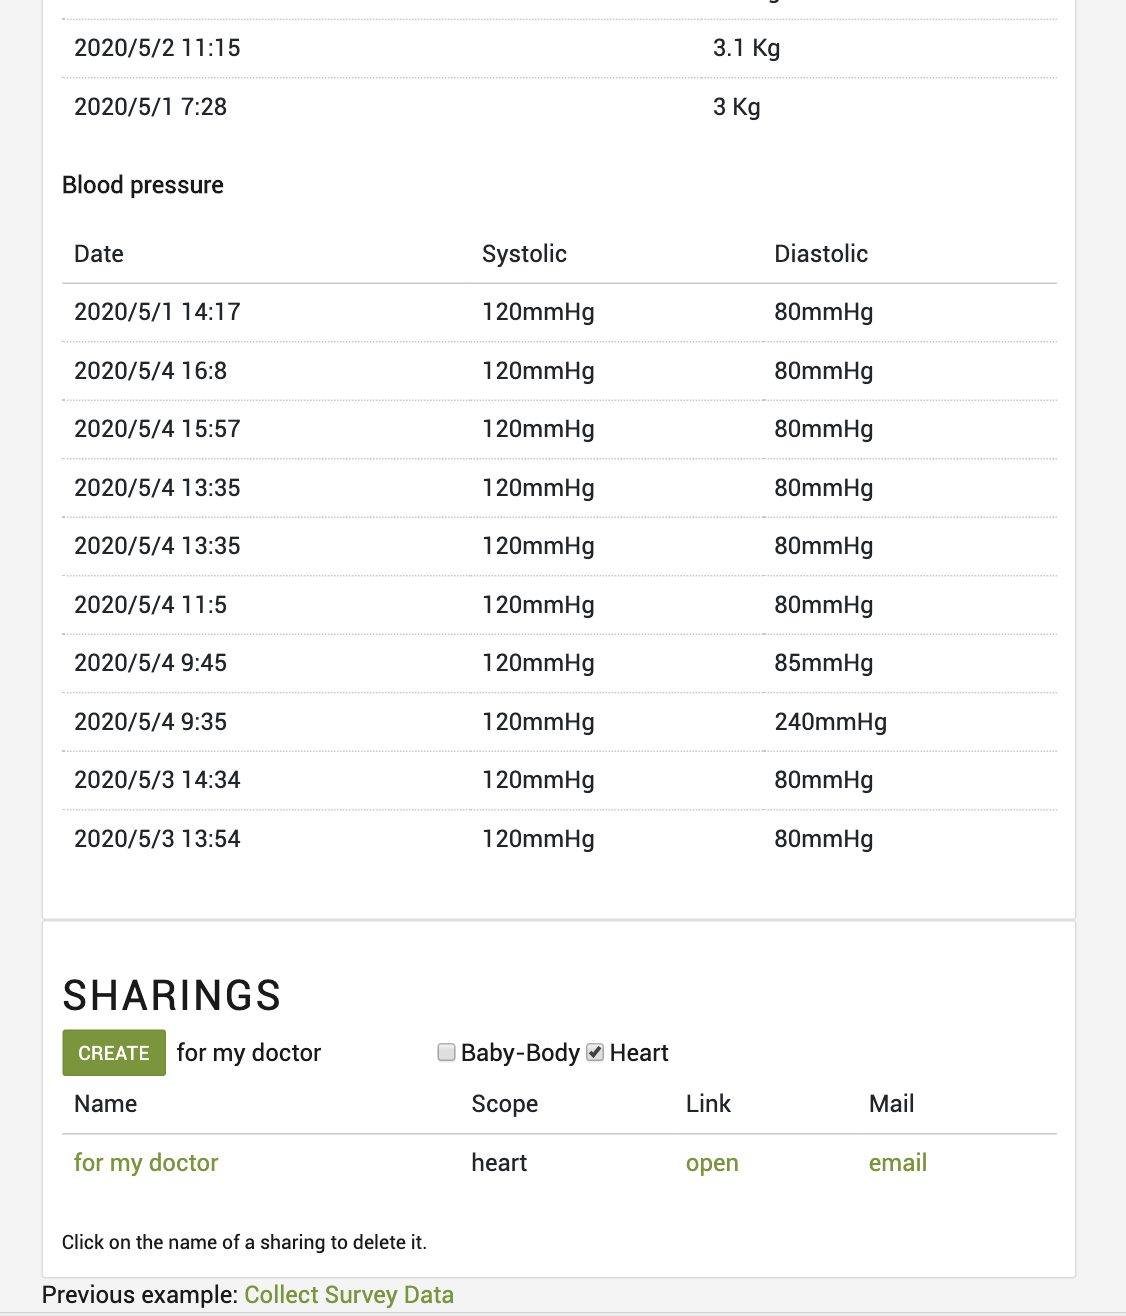 2020/5/2 11:15 3.1 Kg
2020/5/1 7:28 3 Kg
Blood pressure
Date Systolic Diastolic
2020/5/1 14:17 120mmHg 80mmHg
2020/5/4 16:8 120mmHg 80mmHg
2020/5/4 15:57 120mmHg 80mmHg
2020/5/4 13:35 120mmHg 80mmHg
2020/5/4 13:35 120mmHg 80mmHg
2020/5/4 11:5 120mmHg 80mmHg
2020/5/4 9:45 120mmHg 85mmHg
2020/5/4 9:35 120mmHg 240mmHg
2020/5/3 14:34 120mmHg 80mmHg
2020/5/3 13:54 120mmHg 80mmHg
SHARINGS
CREATE for my doctor Baby-Body Heart
Name Scope Link Mail
for my doctor heart open email
Click on the name of a sharing to delete it.
Previous example: Collect Survey Data